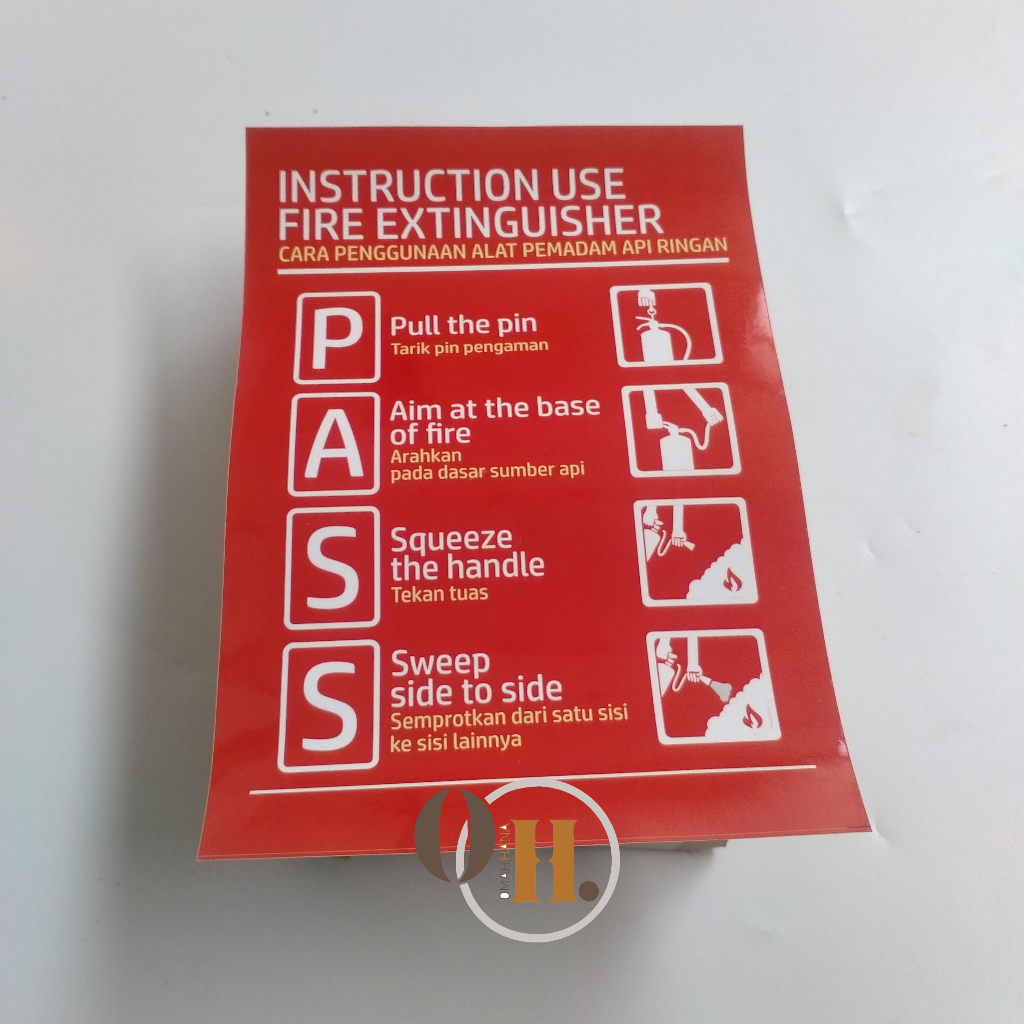 INSTRUCTION USE
FIRE EXTINGUISHER
CARA PENGGUNAAN ALAT PEMADAM API RINGAN
P
Pull the pin
Tarik pin pengaman
A
Aim at the base
of fire
Arahkan
pada dasar sumber api
S
Squeeze
the handle
Tekan tuas
S
Sweep
side to side
Semprotkan dari satu sisi
ke sisi lainnya
OH.
OMAHHANA